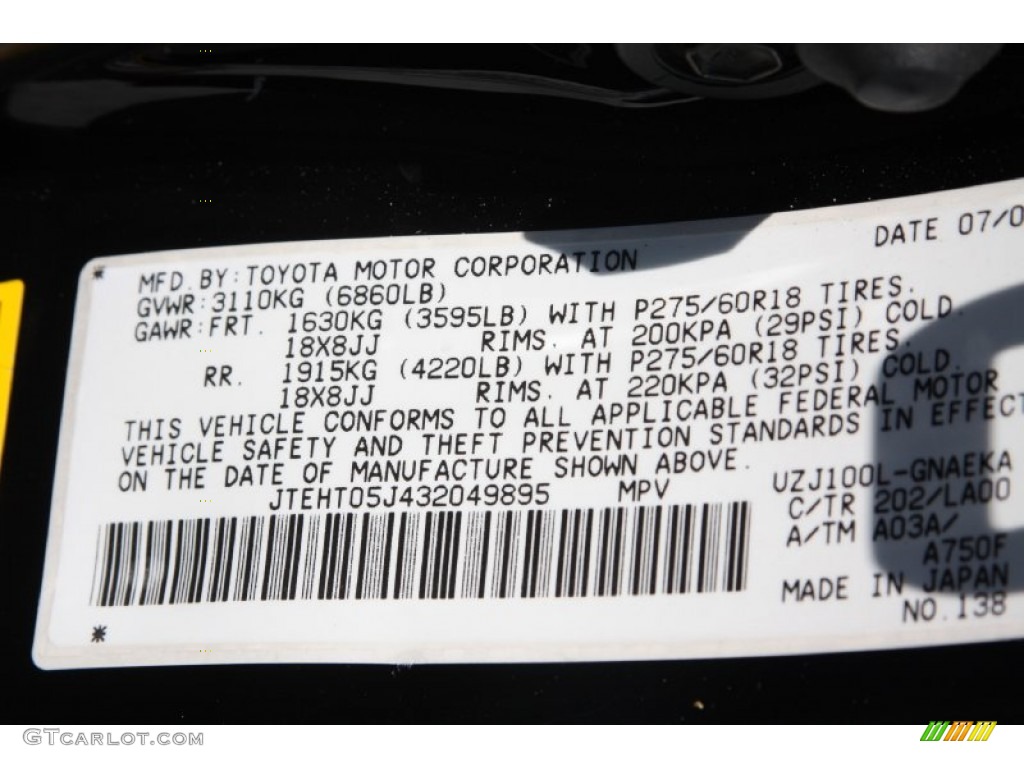 DATE 07/0
MFD. BY: TOYOTA MOTOR CORPORATION
GVWR: 3110KG (6860LB)
GAWR: FRT. 1630KG (3595LB) WITH P275/60R18 TIRES.
18X8JJ RIMS. AT 200KPA (29PSI) COLD.
RR. 1915KG (4220LB) WITH P275/60R18 TIRES.
18X8JJ RIMS. AT 220KPA (32PSI) COLD.
THIS VEHICLE CONFORMS TO ALL APPLICABLE FEDERAL MOTOR
VEHICLE SAFETY AND THEFT PREVENTION STANDARDS IN EFFECT
ON THE DATE OF MANUFACTURE SHOWN ABOVE.
JTEHT05J432049895 MPV
UZJ100L-GNAEKA
C/TR 202/LA00
A/TM A03A/
A750F
MADE IN JAPAN
NO. 138
GTCARLOT.COM